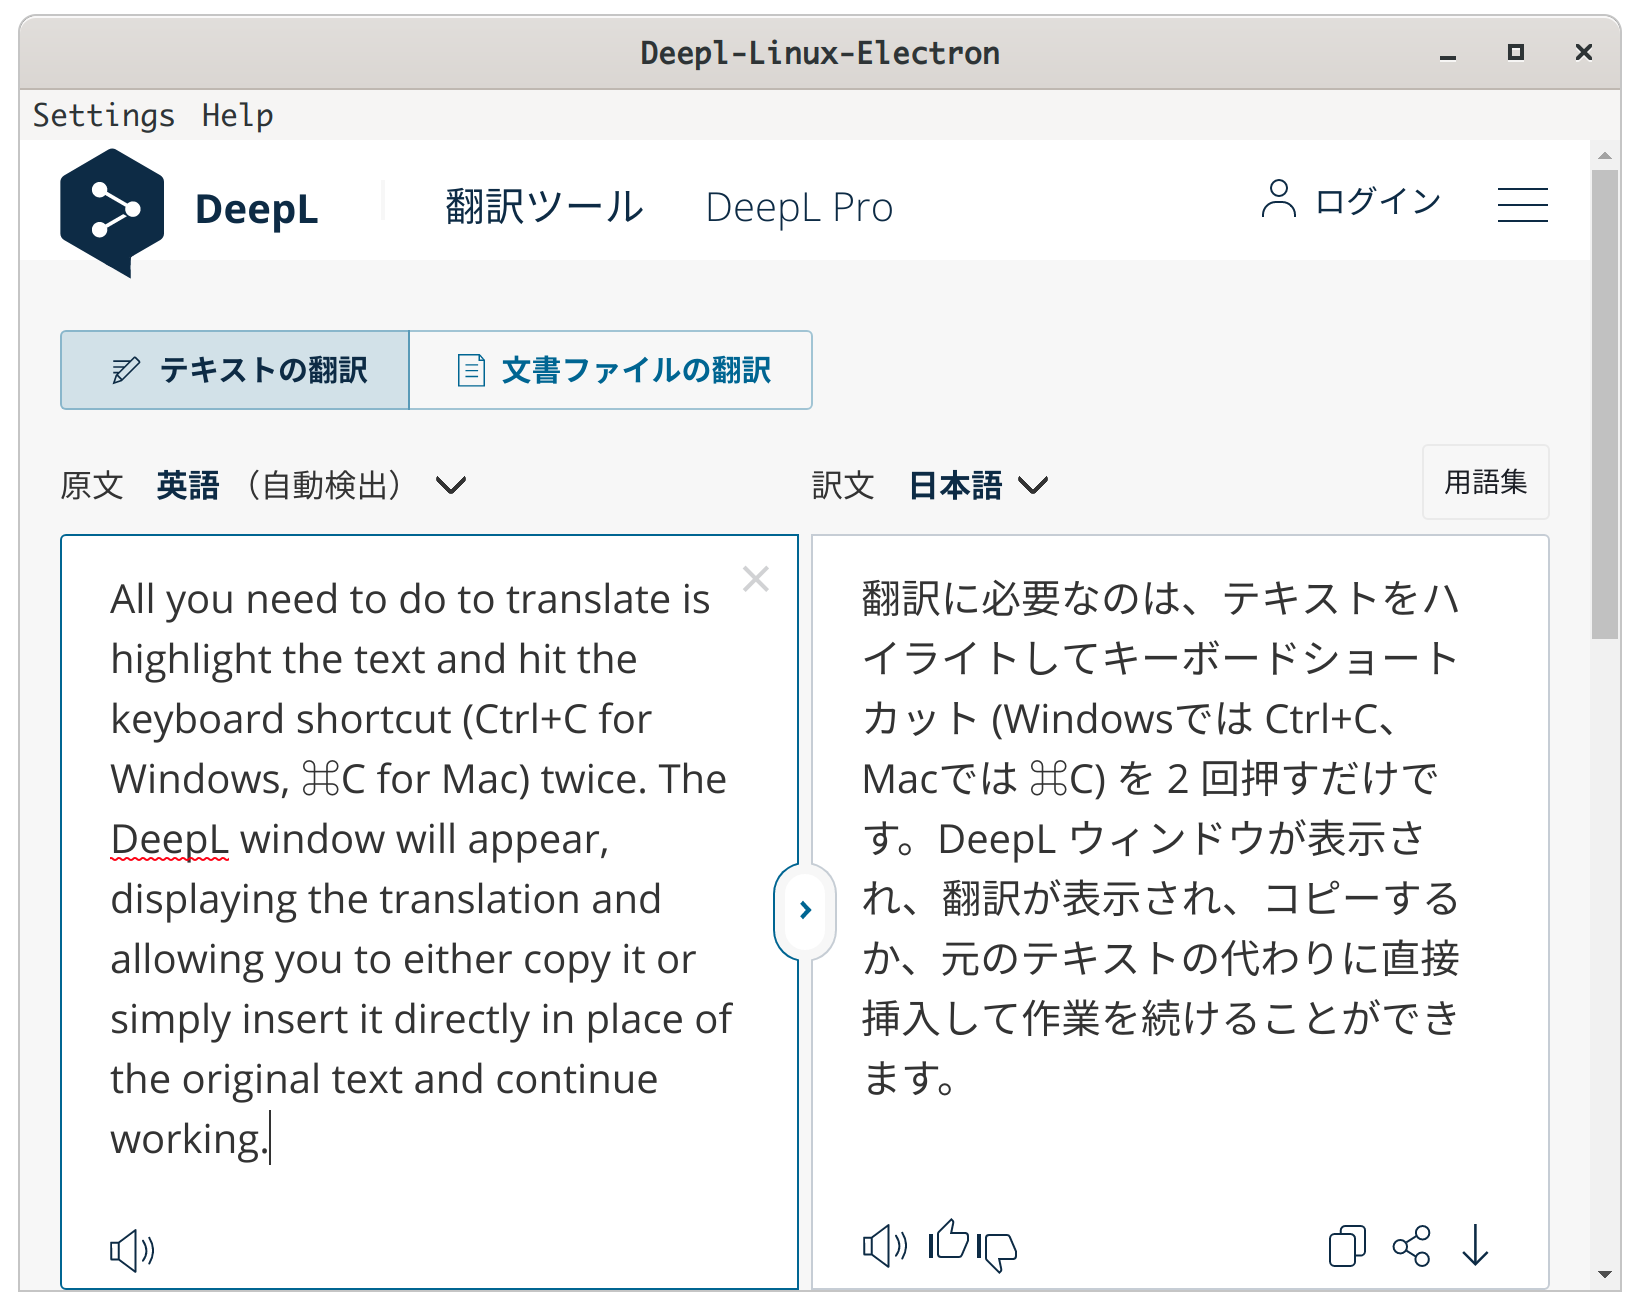 Deepl-Linux-Electron
Settings Help
DeepL 翻訳ツール DeepL Pro ログイン
テキストの翻訳 文書ファイルの翻訳
原文 英語 （自動検出） 訳文 日本語 用語集
All you need to do to translate is
highlight the text and hit the
keyboard shortcut (Ctrl+C for
Windows, ⌘C for Mac) twice. The
DeepL window will appear,
displaying the translation and
allowing you to either copy it or
simply insert it directly in place of
the original text and continue
working.
翻訳に必要なのは、テキストをハ
イライトしてキーボードショート
カット (Windowsでは Ctrl+C、
Macでは ⌘C) を 2 回押すだけで
す。DeepL ウィンドウが表示さ
れ、翻訳が表示され、コピーする
か、元のテキストの代わりに直接
挿入して作業を続けることができ
ます。